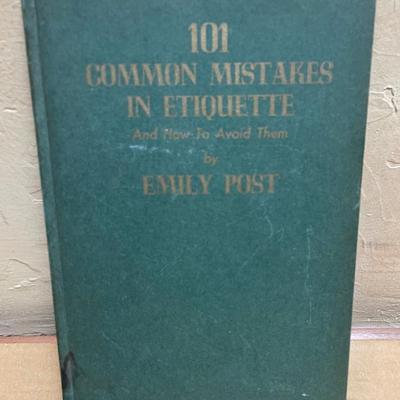 101
COMMON MISTAKES
IN ETIQUETTE
And How To Avoid Them
by
EMILY POST